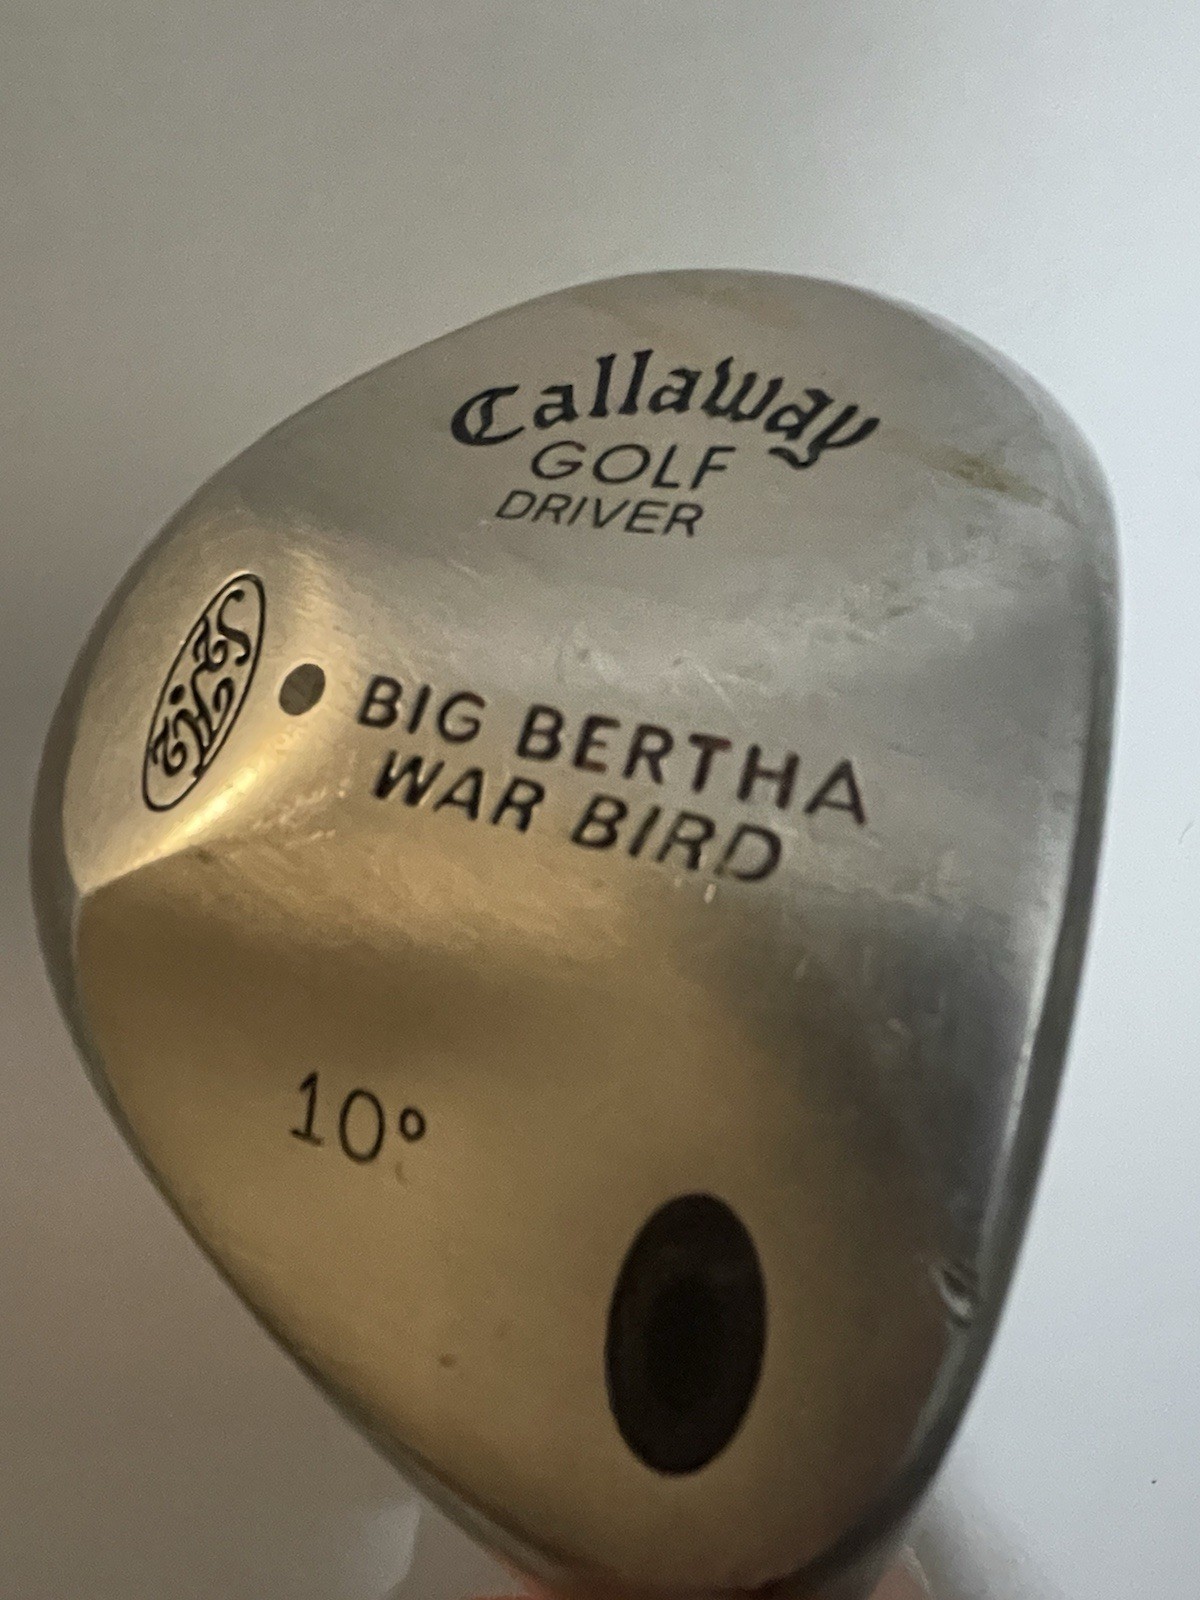 Callaway
GOLF
DRIVER
BIG BERTHA
WAR BIRD
10°